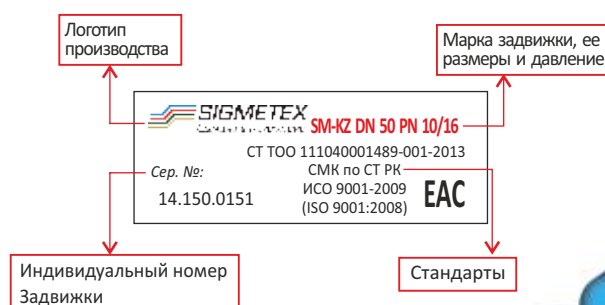 Логотип
производства
Марка задвижки, ее
размеры и давление
SIGMETEX
SM-KZ DN 50 PN 10/16
СТ ТОО 111040001489-001-2013
Сер. №:
СМК по СТ РК
14.150.0151
ИСО 9001-2009
(ISO 9001:2008)
EAC
Индивидуальный номер
Задвижки
Стандарты